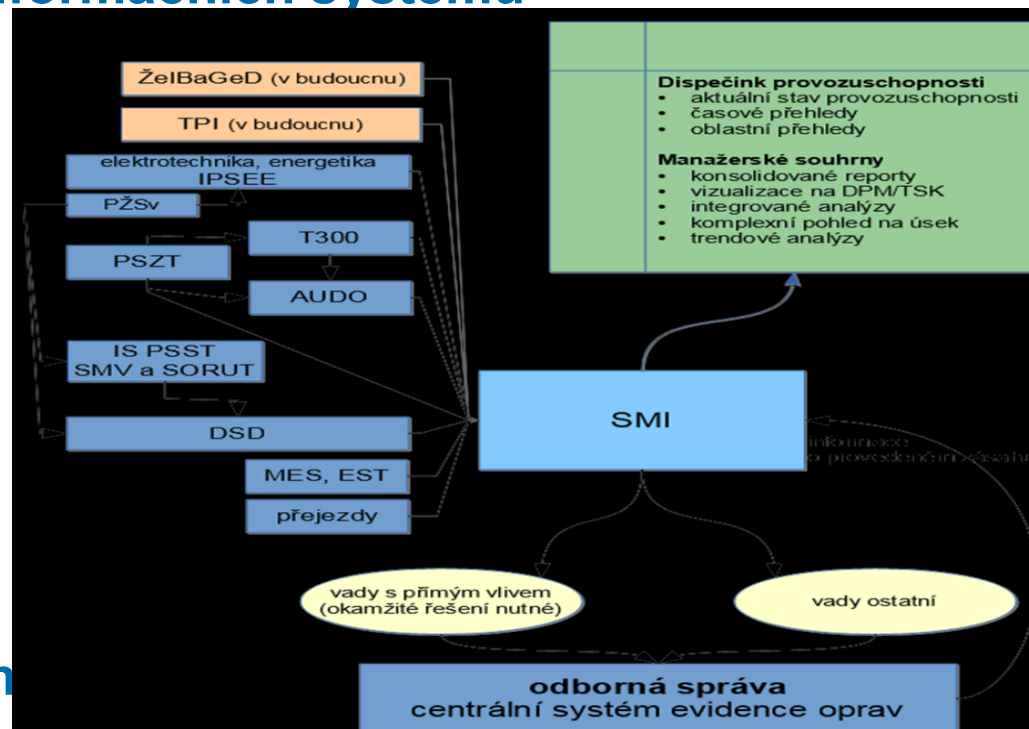 ŽelBaGeD (v budoucnu)
TPI (v budoucnu)
elektrotechnika, energetika
IPSEE
PŽSv
T300
PSZT
AUDO
IS PSST
SMV a SORUT
DSD
MES, EST
přejezdy
Dispečink provozuschopnosti
• aktuální stav provozuschopnosti
• časové přehledy
• oblastní přehledy
Manažerské souhrny
• konsolidované reporty
• vizualizace na DPM/TSK
• integrované analýzy
• komplexní pohled na úsek
• trendové analýzy
SMI
informace
o provedeném zásahu
vady s přímým vlivem
(okamžité řešení nutné)
vady ostatní
odborná správa
centrální systém evidence oprav